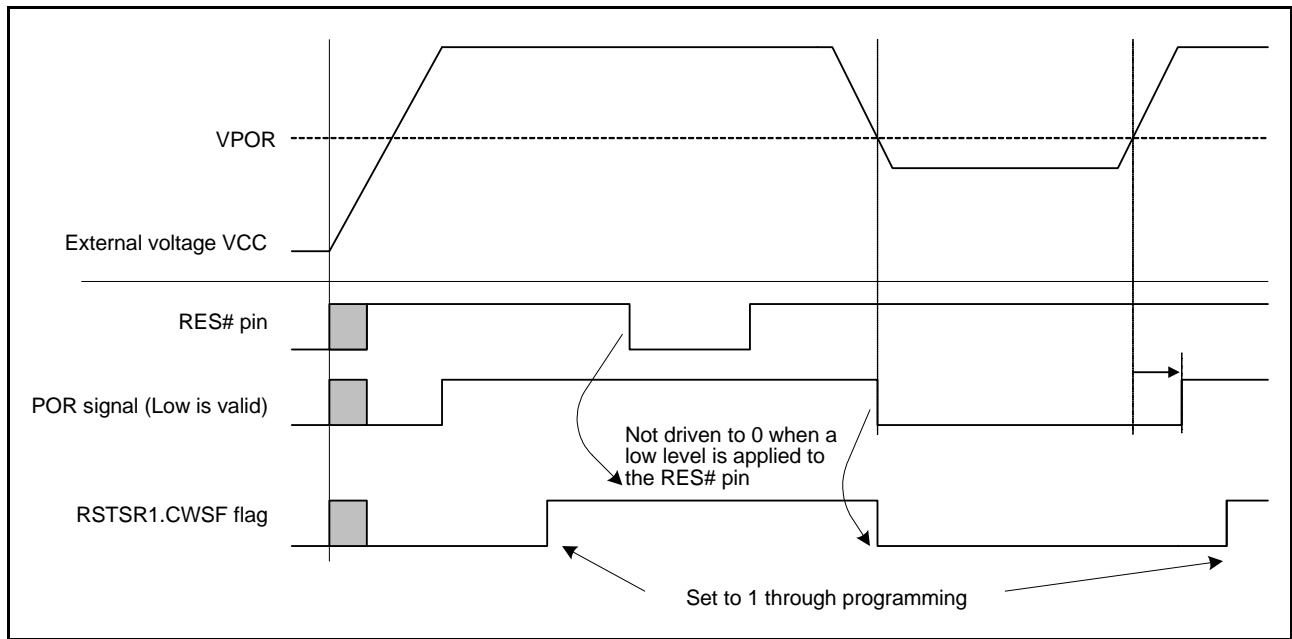 VPOR
External voltage VCC
RES# pin
POR signal (Low is valid)
Not driven to 0 when a
low level is applied to
the RES# pin
RSTSR1.CWSF flag
Set to 1 through programming